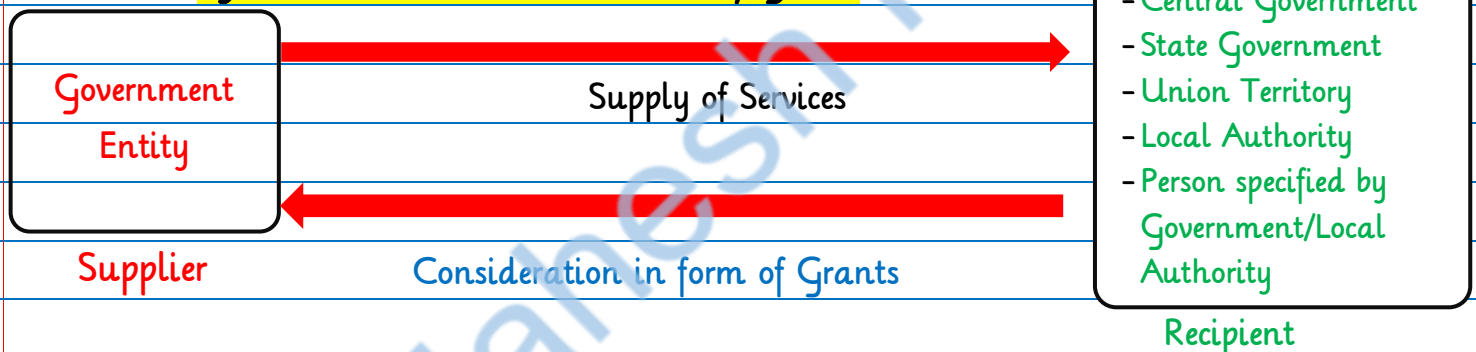 - Central Government
- State Government
Government
Supply of Services
- Union Territory
Entity
- Local Authority
- Person specified by
Government/Local
Supplier
Consideration in form of Grants
Authority
Recipient
ahesh